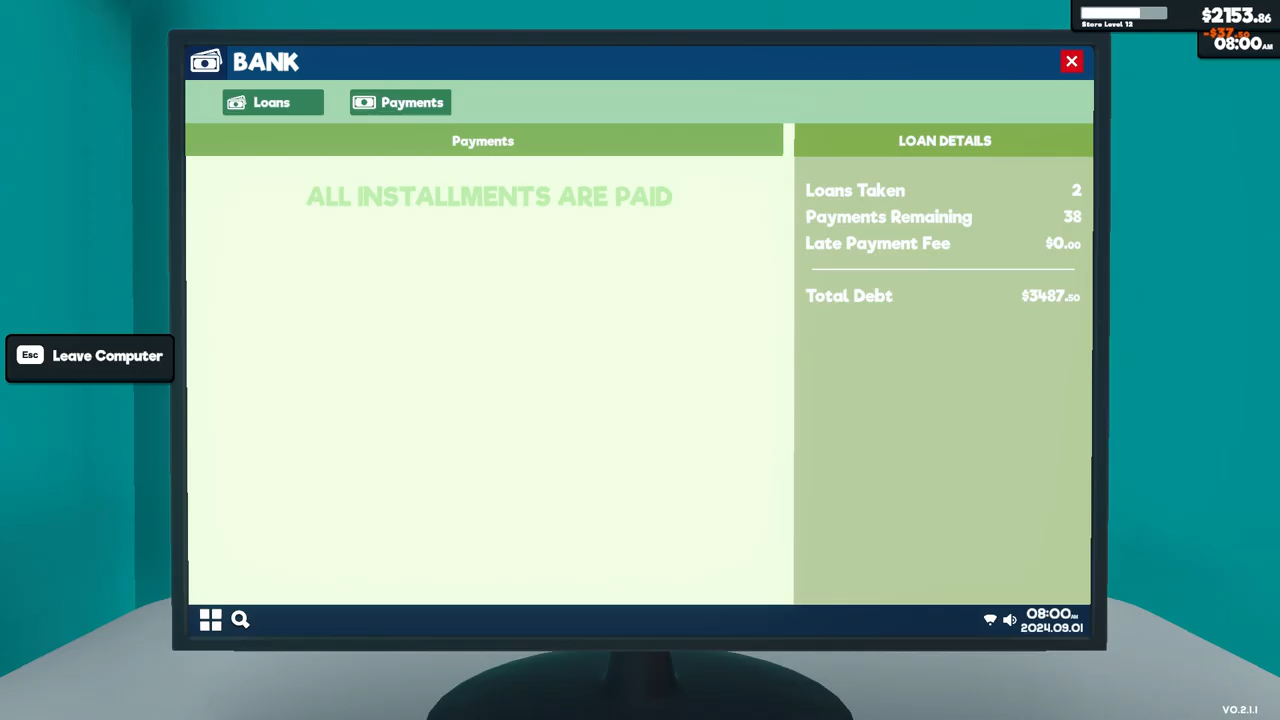 $2153.86
Store Level 12
-$37.50
08:00AM
BANK
Loans
Payments
Payments
LOAN DETAILS
ALL INSTALLMENTS ARE PAID
Loans Taken 2
Payments Remaining 38
Late Payment Fee $0.00
Total Debt $3487.50
Esc Leave Computer
08:00AM
2024.09.01
V0.2.1.1